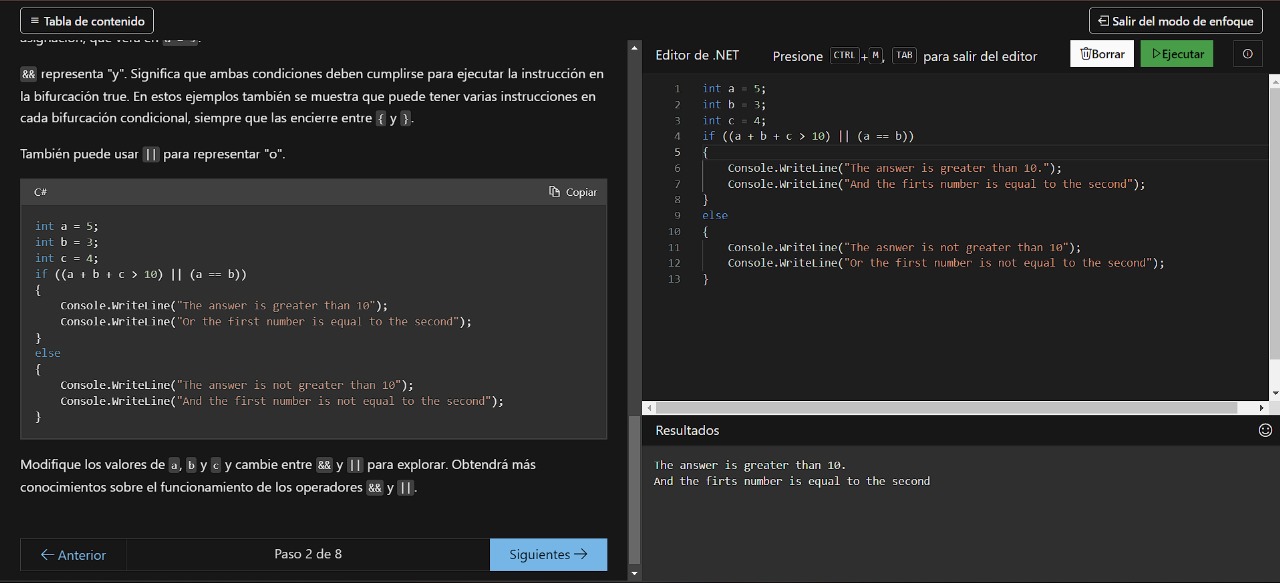 ≡ Tabla de contenido
Salir del modo de enfoque
&& representa "y". Significa que ambas condiciones deben cumplirse para ejecutar la instrucción en
la bifurcación true. En estos ejemplos también se muestra que puede tener varias instrucciones en
cada bifurcación condicional, siempre que las encierre entre { y }.
También puede usar || para representar "o".
C#
Copiar
int a = 5;
int b = 3;
int c = 4;
if ((a + b + c > 10) || (a == b))
{
Console.WriteLine("The answer is greater than 10");
Console.WriteLine("Or the first number is equal to the second");
}
else
{
Console.WriteLine("The answer is not greater than 10");
Console.WriteLine("And the first number is not equal to the second");
}
Modifique los valores de a, b y c y cambie entre && y || para explorar. Obtendrá más
conocimientos sobre el funcionamiento de los operadores && y ||.
← Anterior
Paso 2 de 8
Siguientes →
Editor de .NET
Presione CTRL + M, TAB para salir del editor
Borrar
Ejecutar
1 int a = 5;
2 int b = 3;
3 int c = 4;
4 if ((a + b + c > 10) || (a == b))
5 {
6 Console.WriteLine("The answer is greater than 10.");
7 Console.WriteLine("And the firts number is equal to the second");
8 }
9 else
10 {
11 Console.WriteLine("The asnwer is not greater than 10");
12 Console.WriteLine("Or the first number is not equal to the second");
13 }
Resultados
The answer is greater than 10.
And the firts number is equal to the second